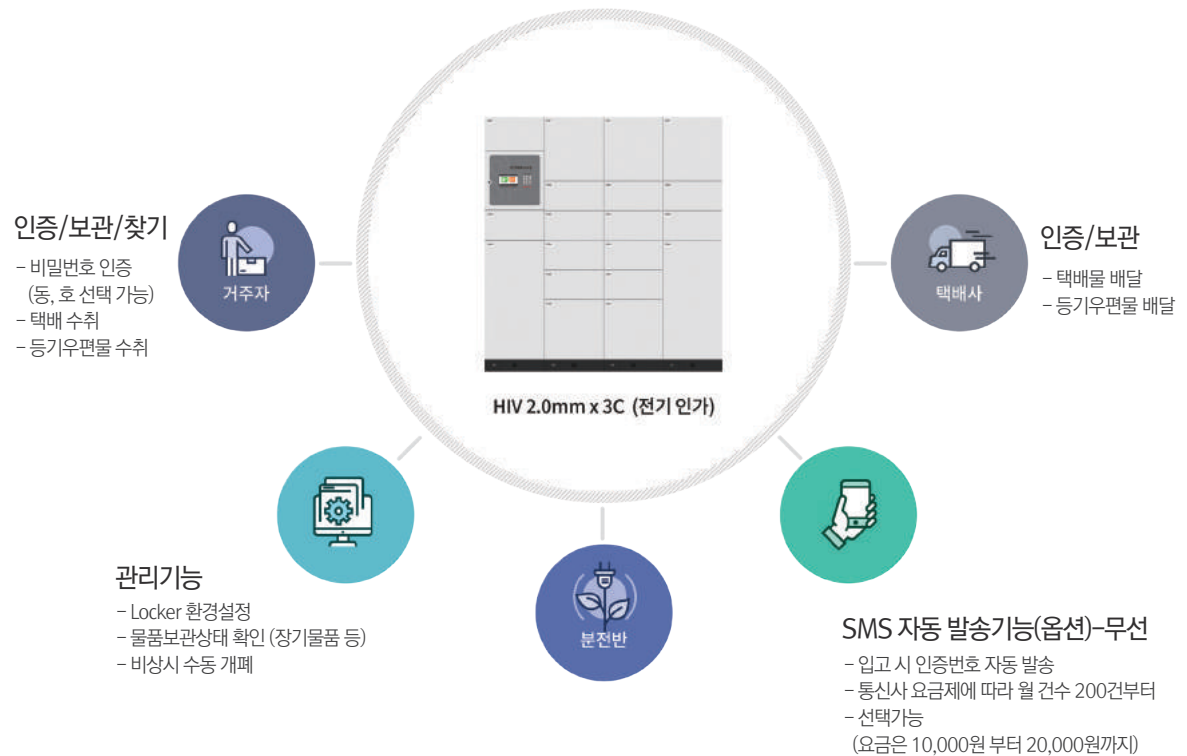 인증/보관/찾기
- 비밀번호 인증
(동, 호 선택 가능)
- 택배 수취
- 등기우편물 수취
거주자
HIV 2.0mm x 3C (전기 인가)
택배사
인증/보관
- 택배물 배달
- 등기우편물 배달
관리기능
- Locker 환경설정
- 물품보관상태 확인 (장기물품 등)
- 비상시 수동 개폐
분전반
SMS 자동 발송기능(옵션)-무선
- 입고 시 인증번호 자동 발송
- 통신사 요금제에 따라 월 건수 200건부터
- 선택가능
(요금은 10,000원 부터 20,000원까지)